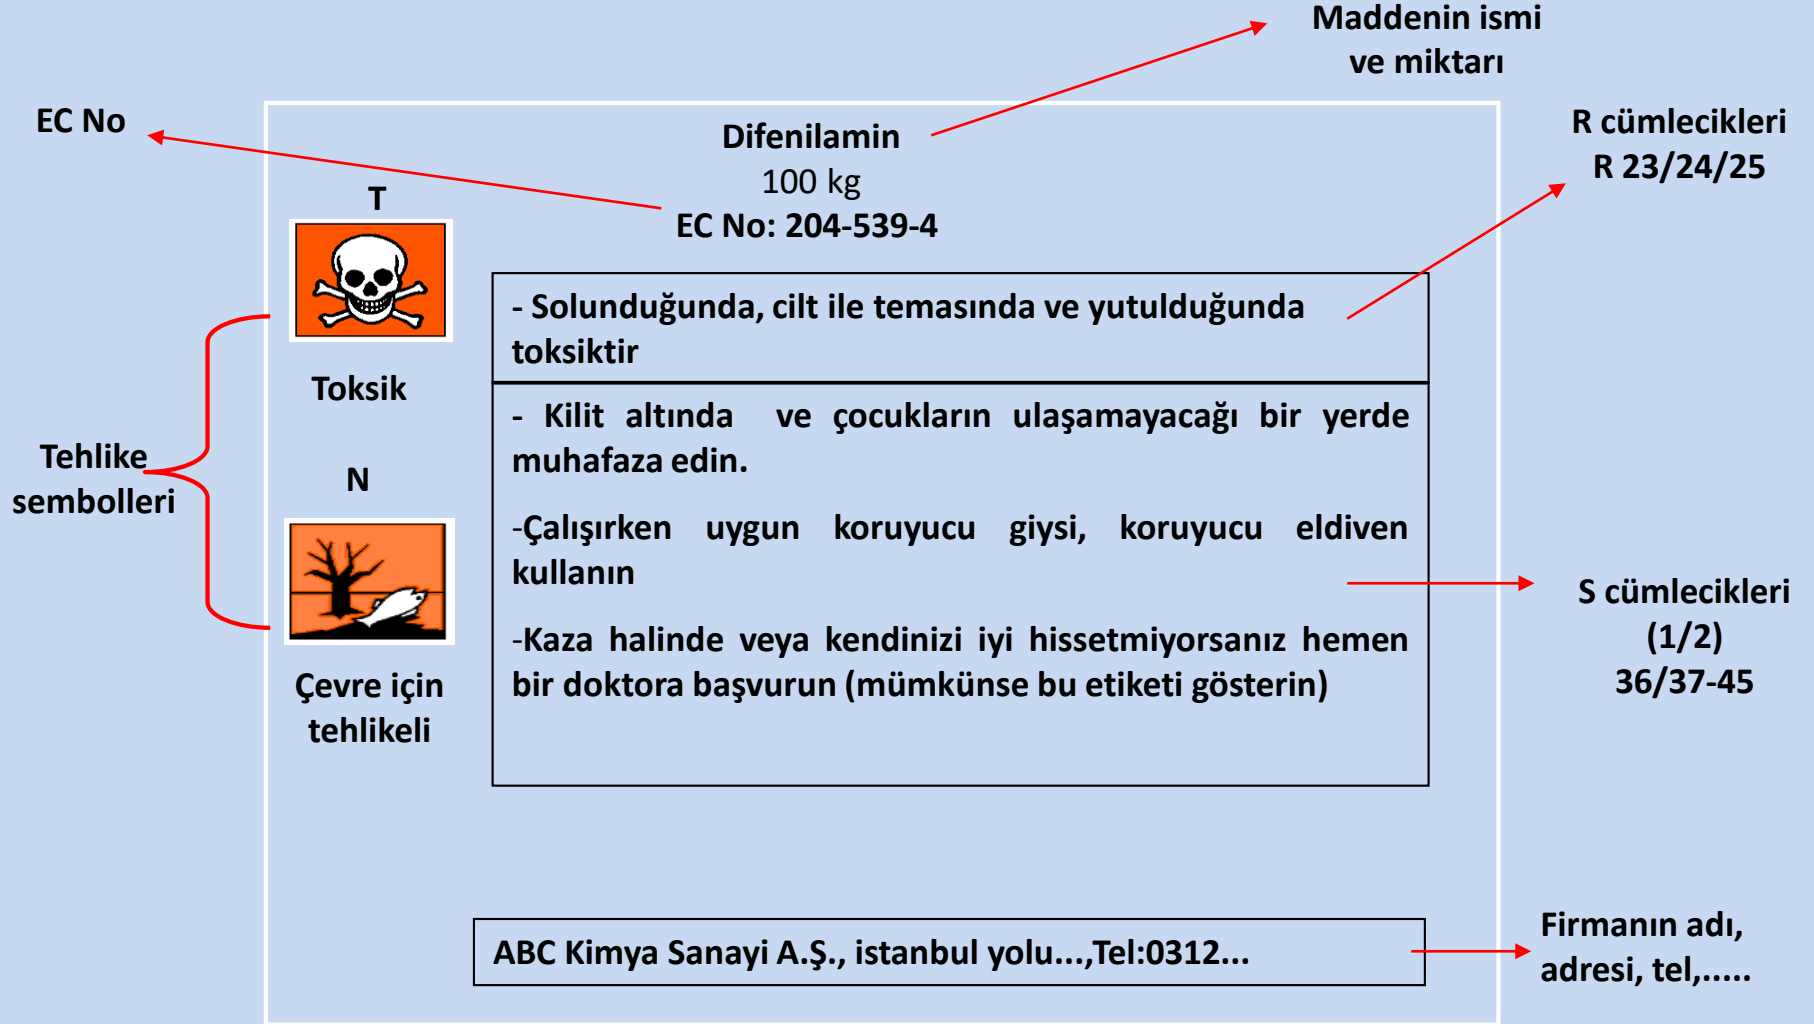 Maddenin ismi
ve miktarı
EC No
Difenilamin
100 kg
EC No: 204-539-4
R cümlecikleri
R 23/24/25
T
Toksik
- Solunduğunda, cilt ile temasında ve yutulduğunda
toksiktir
- Kilit altında ve çocukların ulaşamayacağı bir yerde
muhafaza edin.
-Çalışırken uygun koruyucu giysi, koruyucu eldiven
kullanın
-Kaza halinde veya kendinizi iyi hissetmiyorsanız hemen
bir doktora başvurun (mümkünse bu etiketi gösterin)
Tehlike
sembolleri
N
Çevre için
tehlikeli
S cümlecikleri
(1/2)
36/37-45
ABC Kimya Sanayi A.Ş., istanbul yolu...,Tel:0312...
Firmanın adı,
adresi, tel,.....